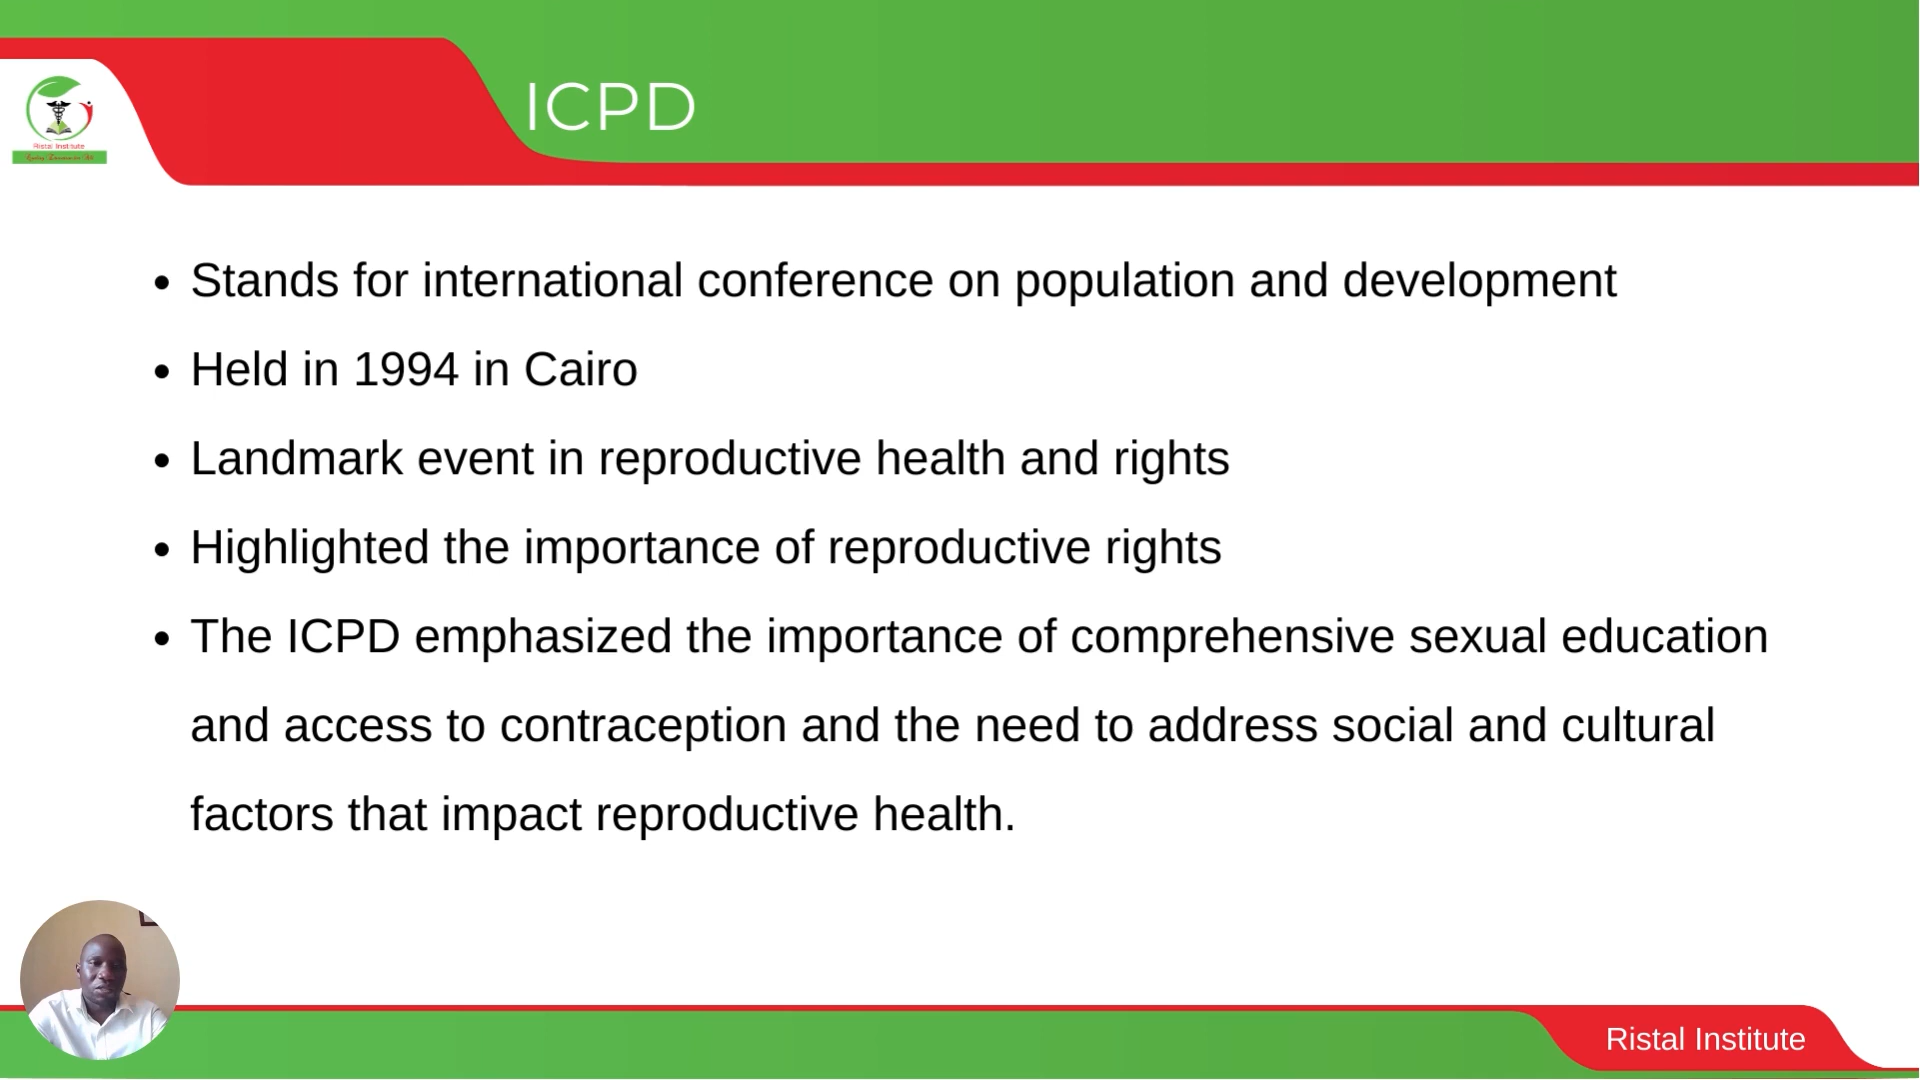 ICPD
Ristal Institute
• Stands for international conference on population and development
• Held in 1994 in Cairo
• Landmark event in reproductive health and rights
• Highlighted the importance of reproductive rights
• The ICPD emphasized the importance of comprehensive sexual education
and access to contraception and the need to address social and cultural
factors that impact reproductive health.
Ristal Institute